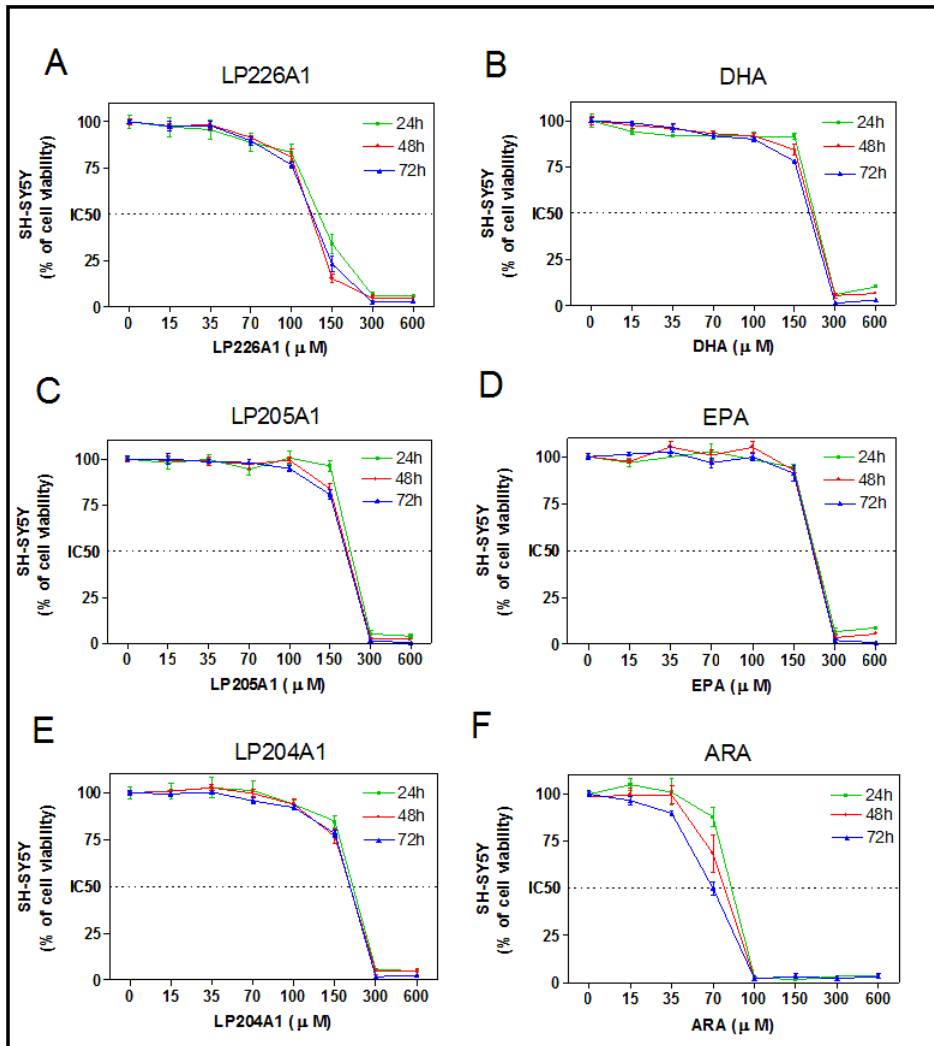 A
LP226A1
SH-SY5Y
(% of cell viability)
100
75
IC50
25
0
24h
48h
72h
0 15 35 70 100 150 300 600
LP226A1 ( μ M)
B
DHA
SH-SY5Y
(% of cell viability)
100
75
IC50
25
0
24h
48h
72h
0 15 35 70 100 150 300 600
DHA ( μ M)
C
LP205A1
SH-SY5Y
(% of cell viability)
100
75
IC50
25
0
24h
48h
72h
0 15 35 70 100 150 300 600
LP205A1 ( μ M)
D
EPA
SH-SY5Y
(% of cell viability)
100
75
IC50
25
0
24h
48h
72h
0 15 35 70 100 150 300 600
EPA ( μ M)
E
LP204A1
SH-SY5Y
(% of cell viability)
100
75
IC50
25
0
24h
48h
72h
0 15 35 70 100 150 300 600
LP204A1 ( μ M)
F
ARA
SH-SY5Y
(% of cell viability)
100
75
IC50
25
0
24h
48h
72h
0 15 35 70 100 150 300 600
ARA ( μ M)